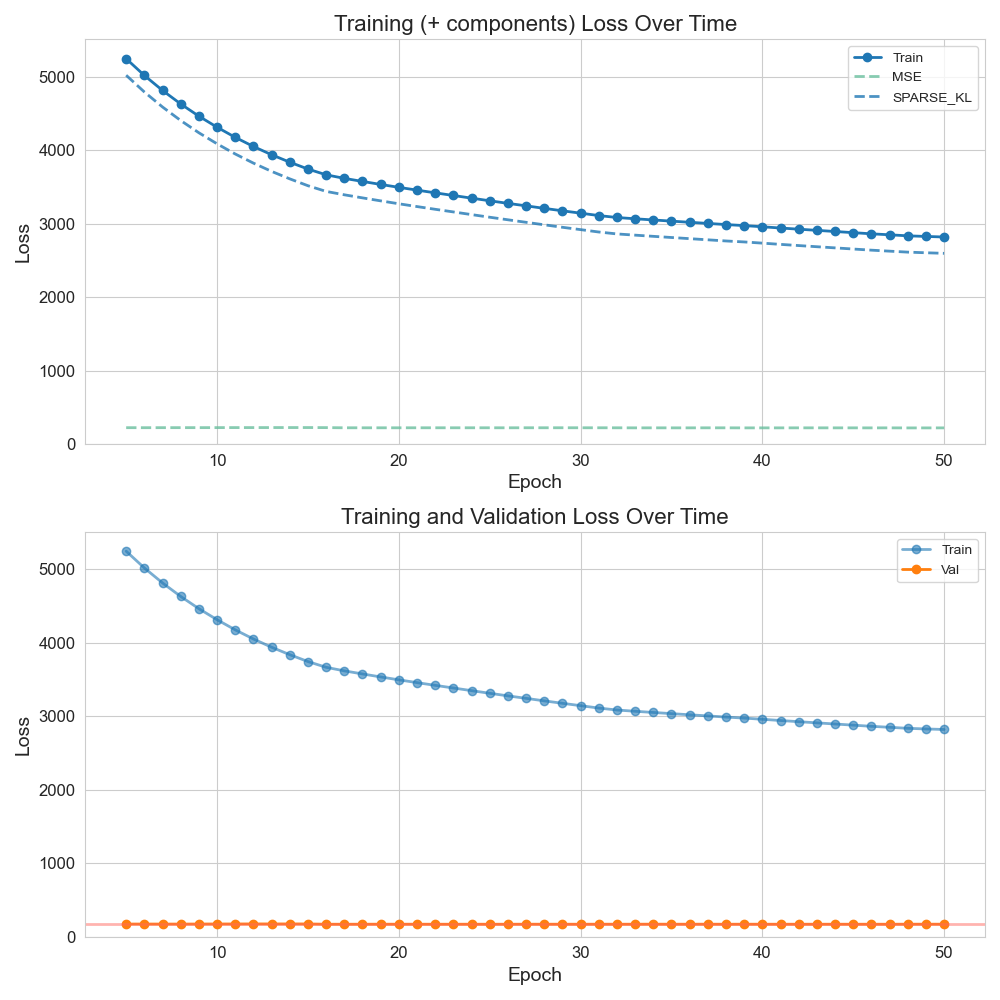 Training (+ components) Loss Over Time
Train
MSE
SPARSE_KL
5000
4000
3000
2000
1000
0
Loss
10 20 30 40 50
Epoch
Training and Validation Loss Over Time
Train
Val
5000
4000
3000
2000
1000
0
Loss
10 20 30 40 50
Epoch